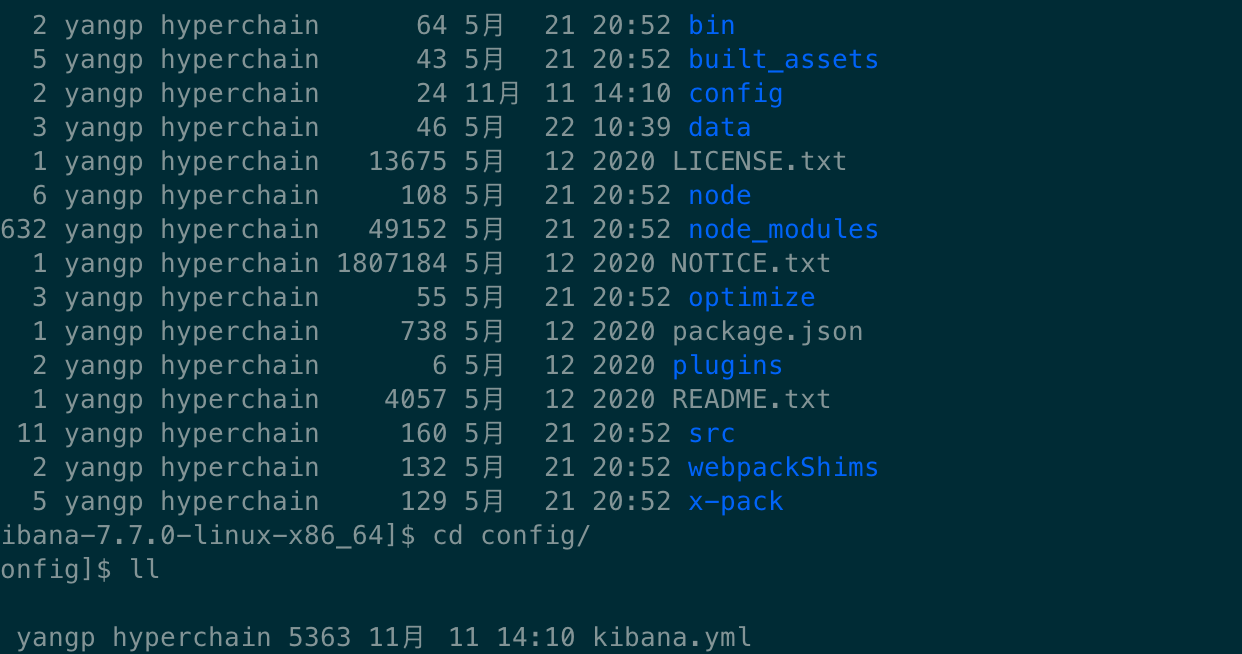 2 yangp hyperchain 64 5月 21 20:52 bin
5 yangp hyperchain 43 5月 21 20:52 built_assets
2 yangp hyperchain 24 11月 11 14:10 config
3 yangp hyperchain 46 5月 22 10:39 data
1 yangp hyperchain 13675 5月 12 2020 LICENSE.txt
6 yangp hyperchain 108 5月 21 20:52 node
632 yangp hyperchain 49152 5月 21 20:52 node_modules
1 yangp hyperchain 1807184 5月 12 2020 NOTICE.txt
3 yangp hyperchain 55 5月 21 20:52 optimize
1 yangp hyperchain 738 5月 12 2020 package.json
2 yangp hyperchain 6 5月 12 2020 plugins
1 yangp hyperchain 4057 5月 12 2020 README.txt
11 yangp hyperchain 160 5月 21 20:52 src
2 yangp hyperchain 132 5月 21 20:52 webpackShims
5 yangp hyperchain 129 5月 21 20:52 x-pack
ibana-7.7.0-linux-x86_64]$ cd config/
onfig]$ ll
yangp hyperchain 5363 11月 11 14:10 kibana.yml